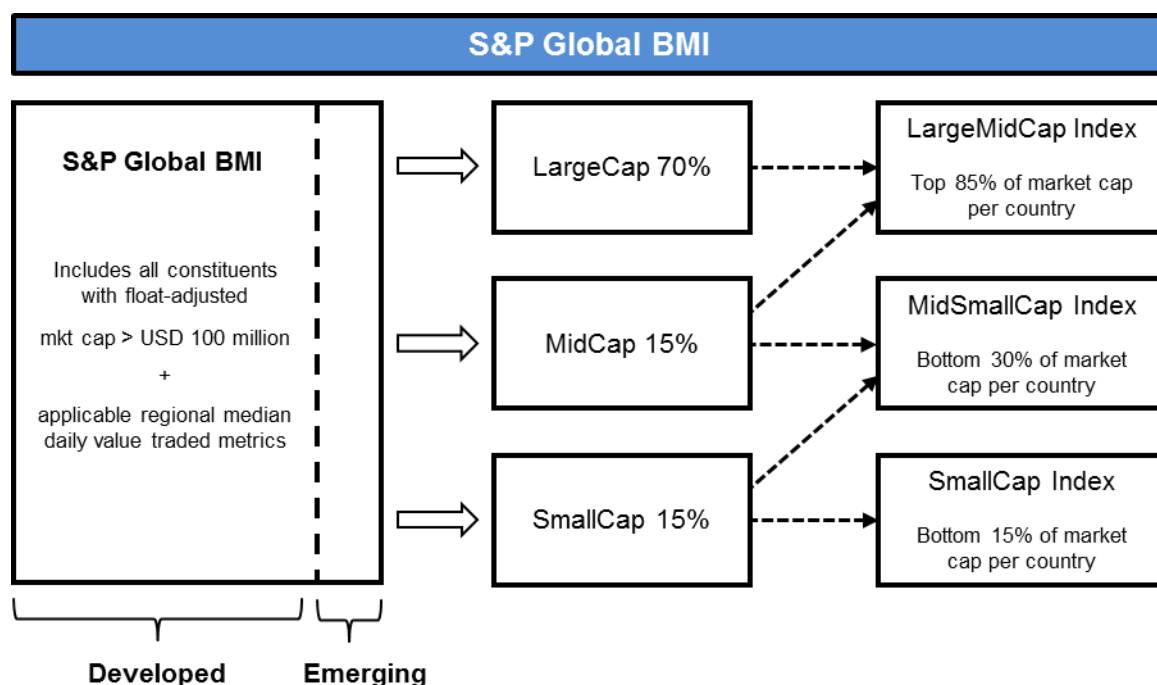 S&P Global BMI
S&P Global BMI
Includes all constituents
with float-adjusted
mkt cap > USD 100 million
+
applicable regional median
daily value traded metrics
Developed
Emerging
LargeCap 70%
MidCap 15%
SmallCap 15%
LargeMidCap Index
Top 85% of market cap
per country
MidSmallCap Index
Bottom 30% of market
cap per country
SmallCap Index
Bottom 15% of market
cap per country